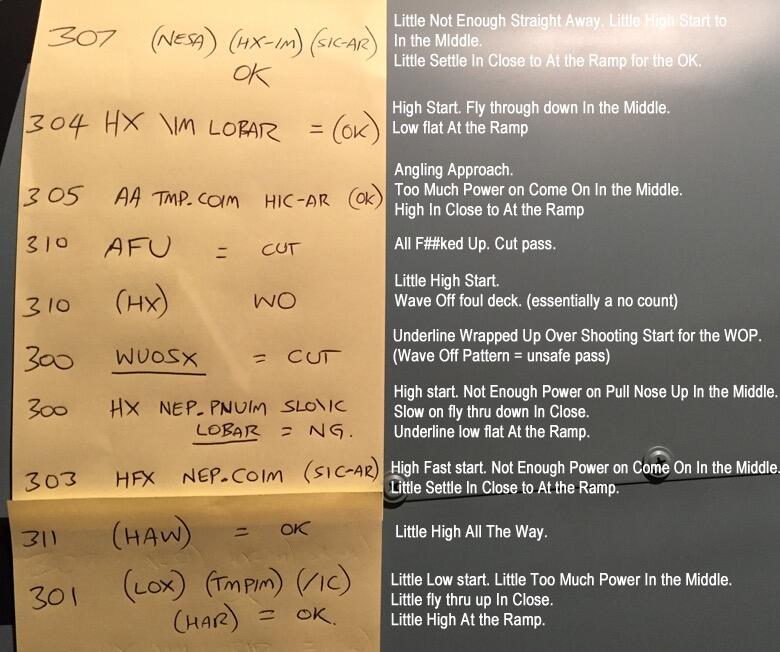 307 (NESA) (HX-IM) (SIC-AR)
OK
304 HX \IM LOBAR = (OK)
305 AA TMP.COIM HIC-AR (OK)
310 AFU = CUT
310 (HX) WO
300 WUOSX = CUT
300 HX NEP.PNUIM SLO\IC
LOBAR = NG.
303 HFX NEP.COIM (SIC-AR)
311 (HAW) = OK
301 (LOX) (TMPIM) (/IC)
(HAR) = OK.
Little Not Enough Straight Away. Little High Start to
In the MIddle.
Little Settle In Close to At the Ramp for the OK.
High Start. Fly through down In the Middle.
Low flat At the Ramp
Angling Approach.
Too Much Power on Come On In the Middle.
High In Close to At the Ramp
All F##ked Up. Cut pass.
Little High Start.
Wave Off foul deck. (essentially a no count)
Underline Wrapped Up Over Shooting Start for the WOP.
(Wave Off Pattern = unsafe pass)
High start. Not Enough Power on Pull Nose Up In the Middle.
Slow on fly thru down In Close.
Underline low flat At the Ramp.
High Fast start. Not Enough Power on Come On In the Middle.
Little Settle In Close to At the Ramp.
Little High All The Way.
Little Low start. Little Too Much Power In the Middle.
Little fly thru up In Close.
Little High At the Ramp.